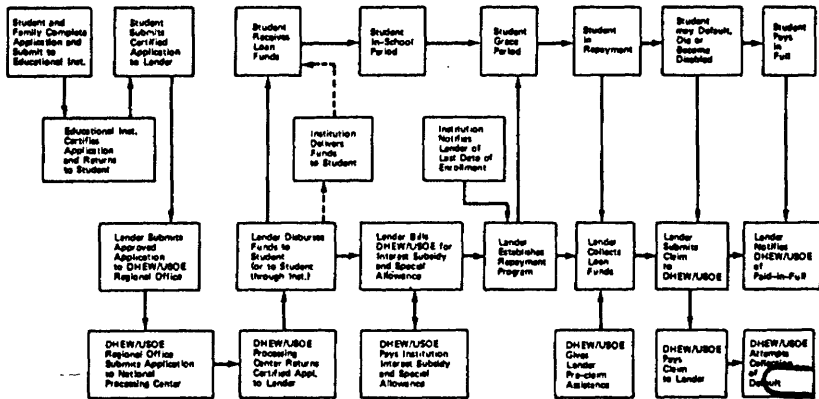 Student and
Family Complete
Application and
Submit to
Educational Inst.
Student
Submits
Certified
Application
to Lender
Student
Receives
Loan
Funds
Student
In-School
Period
Student
Grace
Period
Student
in
Repayment
Student
may Default,
Die or
Become
Disabled
Student
Pays
in
Full
Educational Inst.
Certifies
Application
and Returns
to Student
Institution
Delivers
Funds
to Student
Institution
Notifies
Lender of
Last Date of
Enrollment
Lender Submits
Approved
Application
to DHEW/USOE
Regional Office
Lender Disburses
Funds to
Student
(or to Student
through Inst.)
Lender Bills
DHEW/USOE for
Interest Subsidy
and Special
Allowance
Lender
Establishes
Repayment
Program
Lender
Collects
Loan
Funds
Lender
Submits
Claim
to
DHEW/USOE
Lender
Notifies
DHEW/USOE
of
Paid-in-Full
DHEW/USOE
Regional Office
Submits Application
to National
Processing Center
DHEW/USOE
Processing
Center Returns
Certified Appl.
to Lender
DHEW/USOE
Pays Institution
Interest Subsidy
and Special
Allowance
DHEW/USOE
Gives
Lender
Pre-claim
Assistance
DHEW/USOE
Pays
Claim
to Lender
DHEW/USOE
Attempts
Collection
of
Default